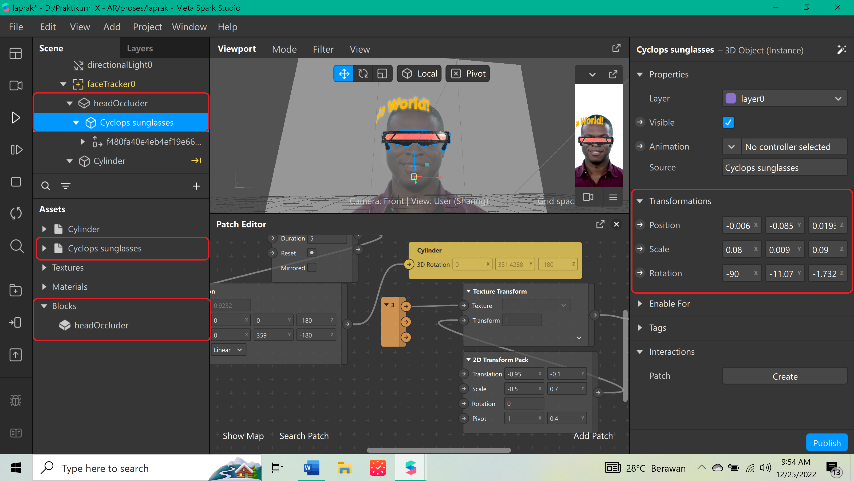 laprak* - D:/Praktikum_X - AR/proses/laprak - Meta Spark Studio
File Edit View Add Project Window Help
Scene Layers
directionalLight0
faceTracker0
headOccluder
Cyclops sunglasses
f480fa40e4eb4ef19e66...
Cylinder
Assets
Cylinder
Cyclops sunglasses
Textures
Materials
Blocks
headOccluder
Viewport Mode Filter View
Local Pivot
World!
Camera: Front | View: User (Sharing)
Grid spac
Patch Editor
Duration 5
Reset
Mirrored
Cylinder
3D Rotation 0 X 351.4258 Y -180 Z
on
0.9232
0 0 -180
0 359 -180
Linear
3
Texture Transform
Texture
Transform
2D Transform Pack
Translation -0.95 X -0.1 Y
Scale -0.5 X 0.7 Y
Rotation 0
Pivot 1 X 0.4 Y
Show Map Search Patch Add Patch
Cyclops sunglasses – 3D Object (Instance)
Properties
Layer layer0
Visible
Animation No controller selected
Source Cyclops sunglasses
Transformations
Position -0.006 X -0.085 Y 0.019 Z
Scale 0.08 X 0.009 Y 0.09 Z
Rotation -90 X -11.07 Y -1.732 Z
Enable For
Tags
Interactions
Patch Create
Publish
Type here to search
28°C Berawan
9:54 AM
12/25/2022
13